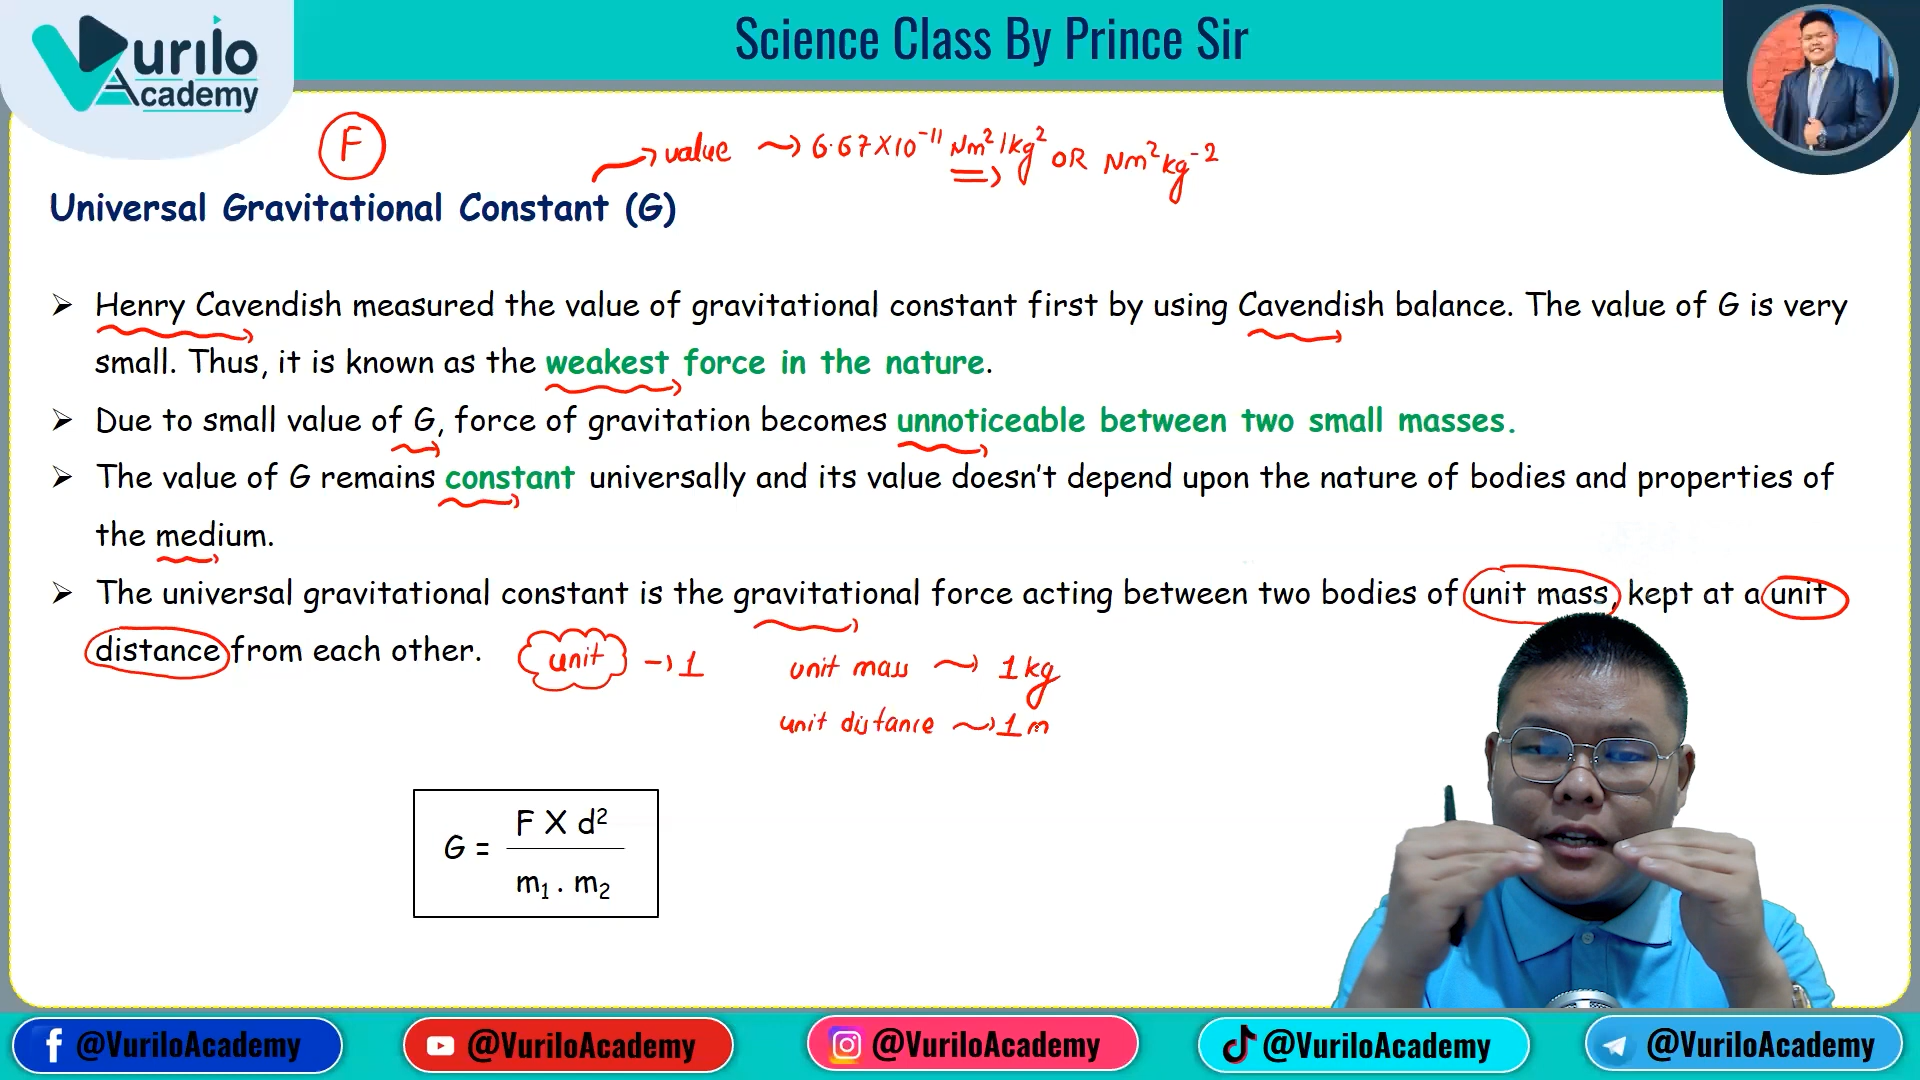 Vurilo
Academy
Science Class By Prince Sir
F
value 6.67×10⁻¹¹ Nm²/kg² OR Nm²kg⁻²
Universal Gravitational Constant (G)
➢ Henry Cavendish measured the value of gravitational constant first by using Cavendish balance. The value of G is very
small. Thus, it is known as the weakest force in the nature.
➢ Due to small value of G, force of gravitation becomes unnoticeable between two small masses.
➢ The value of G remains constant universally and its value doesn't depend upon the nature of bodies and properties of
the medium.
➢ The universal gravitational constant is the gravitational force acting between two bodies of unit mass, kept at a unit
distance from each other.
unit → 1
unit mass → 1 kg
unit distance → 1 m
F X d²
G =
m₁ . m₂
@VuriloAcademy
@VuriloAcademy
@VuriloAcademy
@VuriloAcademy
@VuriloAcademy